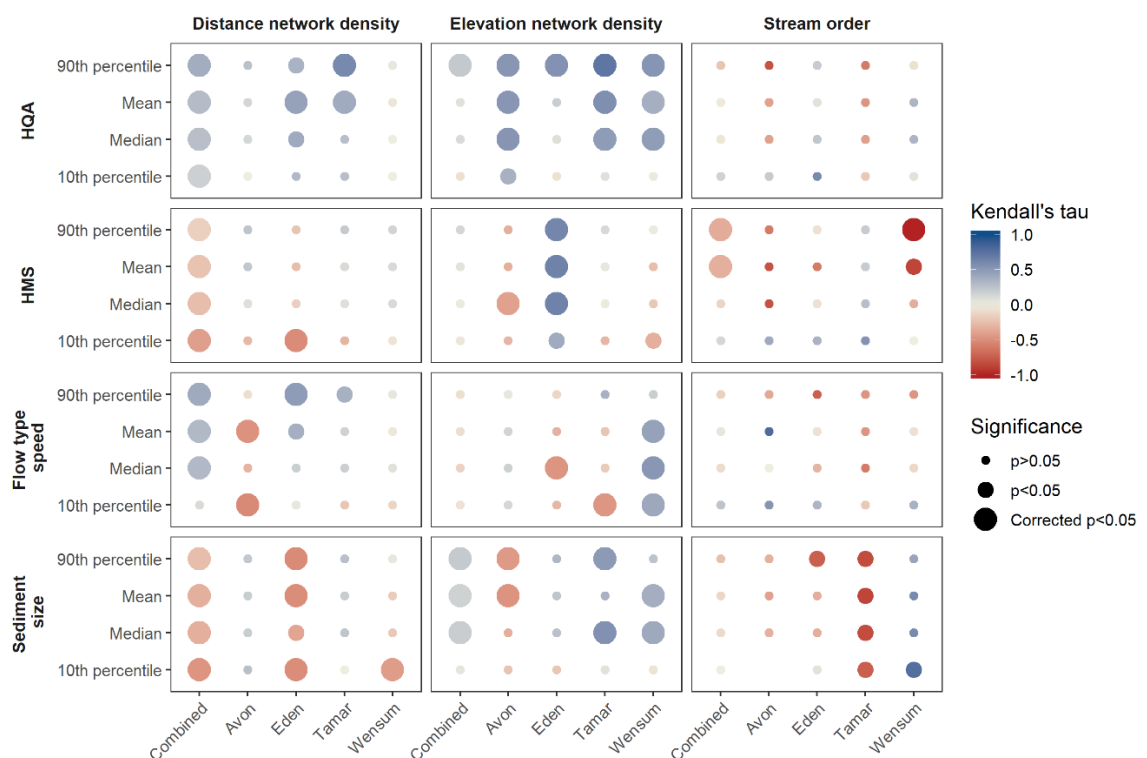 Distance network density Elevation network density Stream order
HQA
90th percentile
Mean
Median
10th percentile
HMS
90th percentile
Mean
Median
10th percentile
Flow type
speed
90th percentile
Mean
Median
10th percentile
Sediment
size
90th percentile
Mean
Median
10th percentile
Combined Avon Eden Tamar Wensum Combined Avon Eden Tamar Wensum Combined Avon Eden Tamar Wensum
Kendall's tau
1.0
0.5
0.0
-0.5
-1.0
Significance
p>0.05
p<0.05
Corrected p<0.05